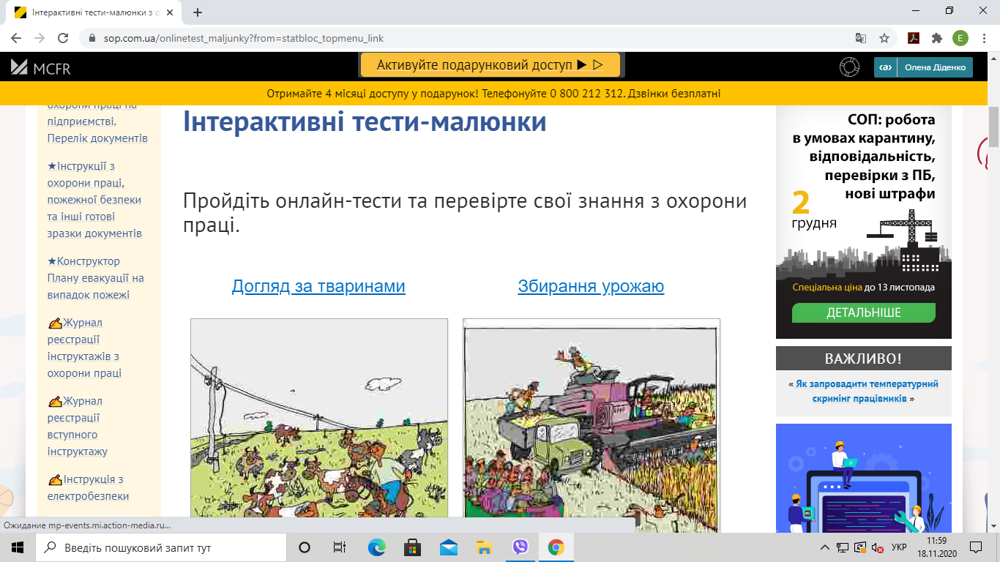 Інтерактивні тести-малюнки з о
sop.com.ua/onlinetest_maljunky?from=statbloc_topmenu_link
E
MCFR
Активуйте подарунковий доступ ► ▷
‹a› Олена Діденко
Отримайте 4 місяці доступу у подарунок! Телефонуйте 0 800 212 312. Дзвінки безплатні
охорони праці на
підприємстві.
Перелік документів
★Інструкції з
охорони праці,
пожежної безпеки
та інші готові
зразки документів
★Конструктор
Плану евакуації на
випадок пожежі
✍Журнал
реєстрації
інструктажів з
охорони праці
✍Журнал
реєстрації
вступного
інструктажу
✍Інструкція з
електробезпеки
Інтерактивні тести-малюнки
Пройдіть онлайн-тести та перевірте свої знання з охорони
праці.
Догляд за тваринами
Збирання урожаю
СОП: робота
в умовах карантину,
відповідальність,
перевірки з ПБ,
нові штрафи
2
грудня
Спеціальна ціна до 13 листопада
ДЕТАЛЬНІШЕ
ВАЖЛИВО!
« Як запровадити температурний
скринінг працівників »
Ожидание mp-events.mi.action-media.ru...
Введіть пошуковий запит тут
УКР
11:59
18.11.2020